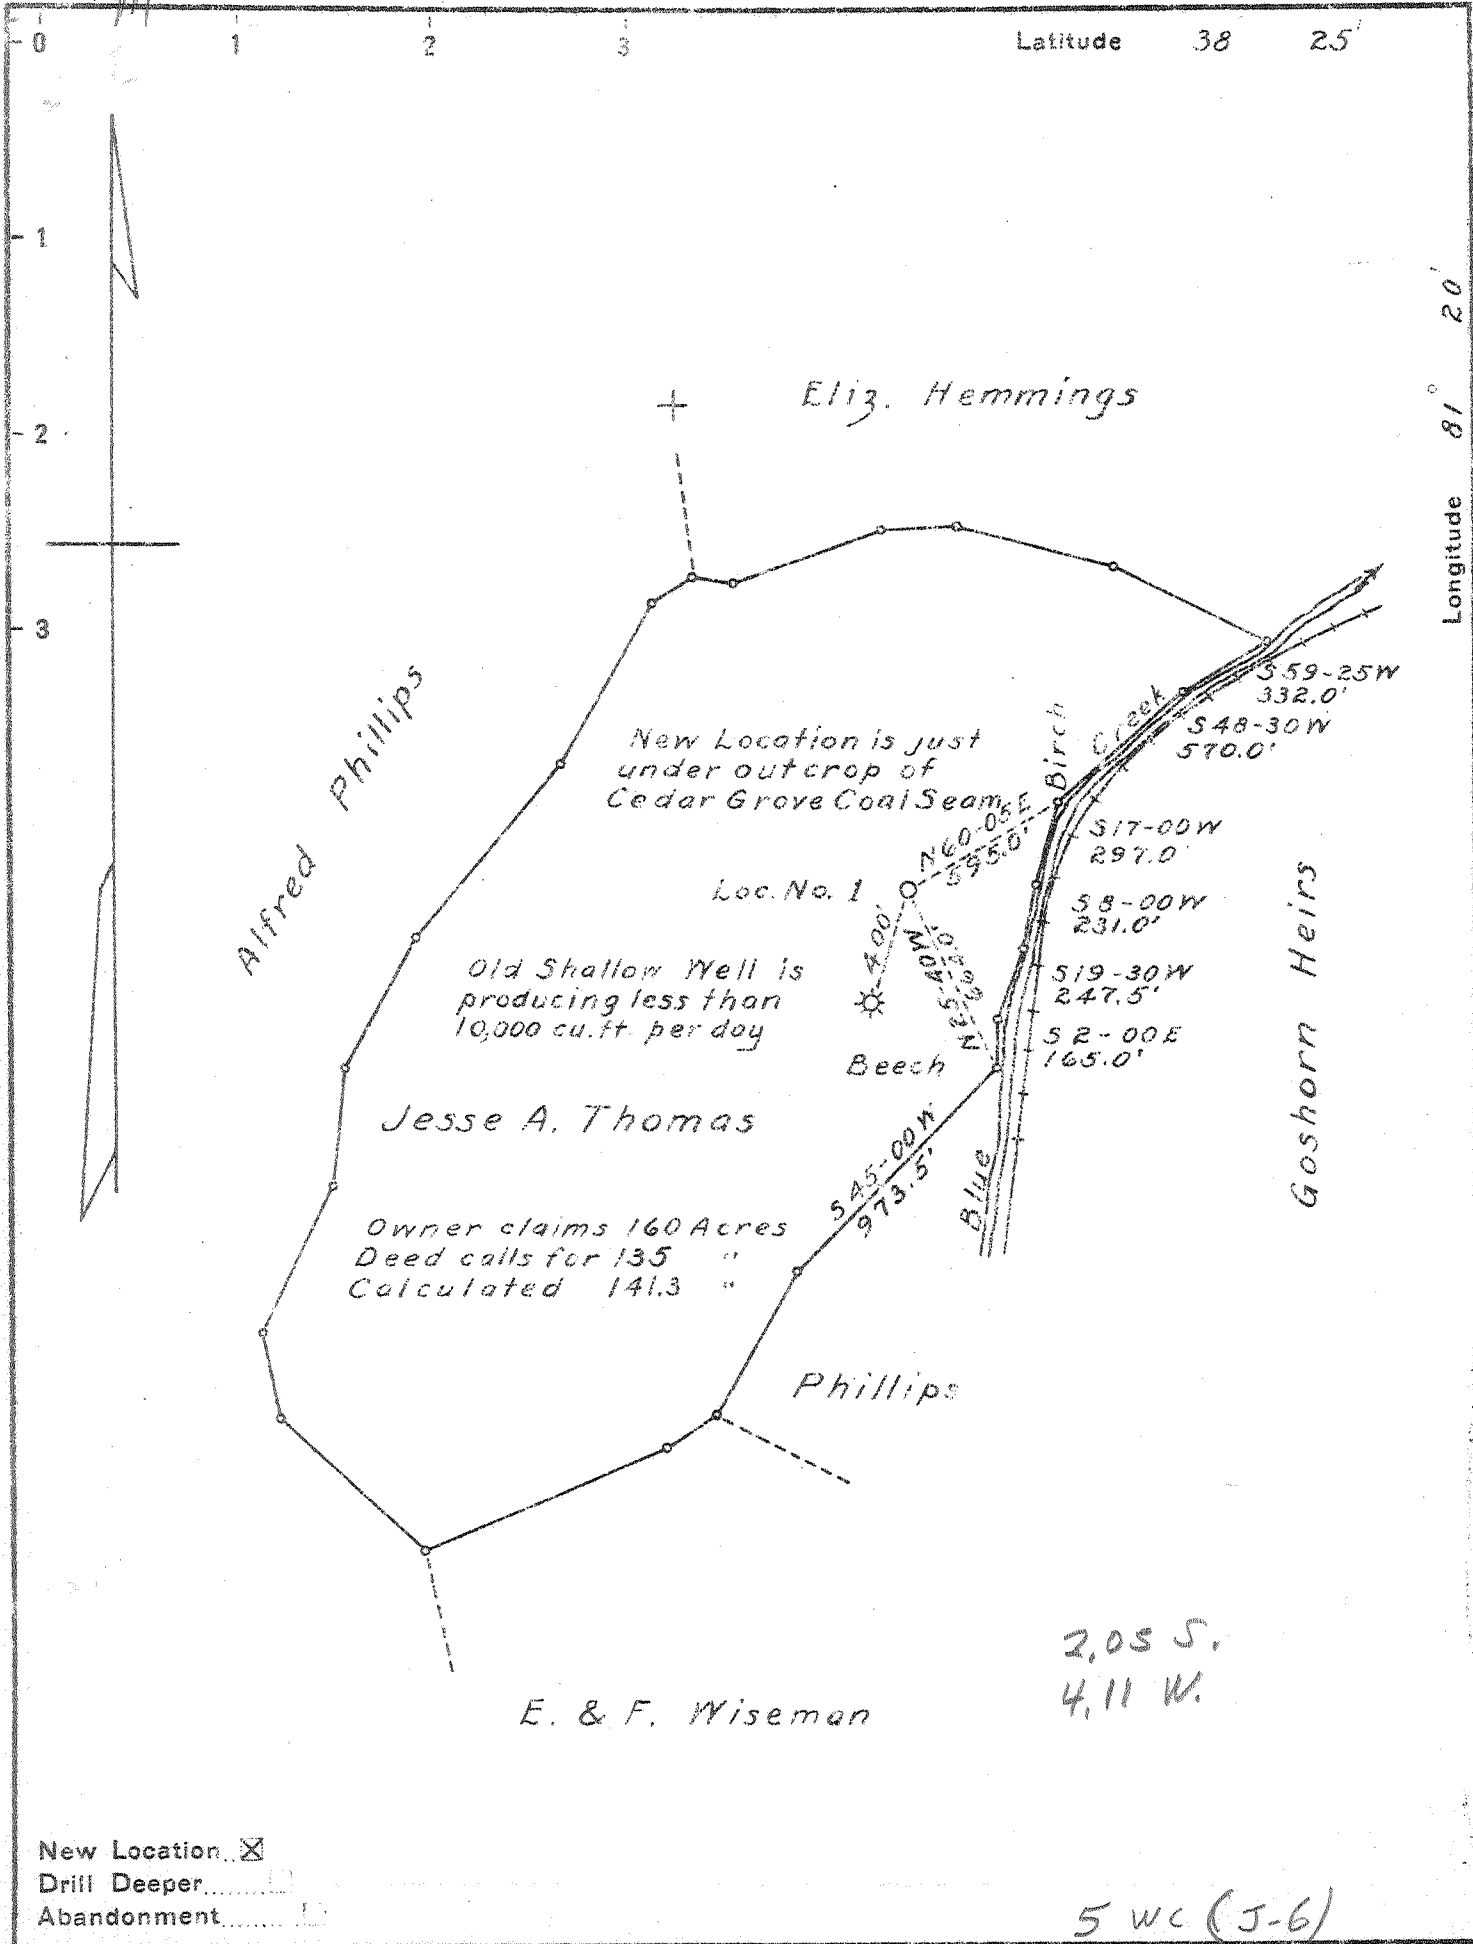 0 1 2 3 Latitude 38 25'
1
Longitude 81° 20'
Eliz. Hemmings
2
3
S59-25W
332.0'
Alfred Phillips
Birch
Creek
S48-30W
570.0'
New Location is just
under outcrop of
Cedar Grove Coal Seam
N60-05E
595.0'
S17-00W
297.0'
Loc. No. 1
S8-00W
231.0'
Goshorn Heirs
400'
N25-40W
Old Shallow Well is
producing less than
10,000 cu.ft. per day
S19-30W
247.5'
S2-00E
165.0'
Beech
Jesse A. Thomas
S45-00W
973.5'
Blue
Owner claims 160 Acres
Deed calls for 135 "
Calculated 141.3 "
Phillips
2.05 S.
4.11 W.
E. & F. Wiseman
New Location..☒
Drill Deeper........☐
Abandonment........☐
5 WC (J-6)